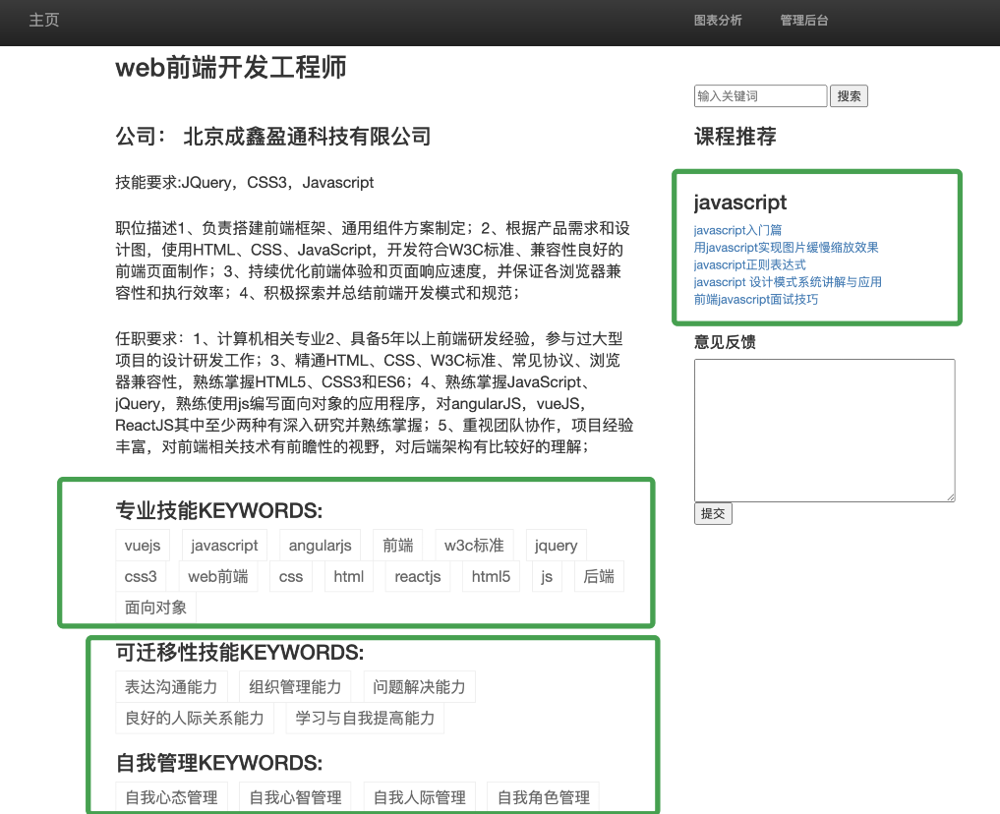 主页
图表分析
管理后台
web前端开发工程师
公司： 北京成鑫盈通科技有限公司
技能要求:JQuery，CSS3，Javascript
职位描述1、负责搭建前端框架、通用组件方案制定；2、根据产品需求和设
计图，使用HTML、CSS、JavaScript，开发符合W3C标准、兼容性良好的
前端页面制作；3、持续优化前端体验和页面响应速度，并保证各浏览器兼
容性和执行效率；4、积极探索并总结前端开发模式和规范；
任职要求：1、计算机相关专业2、具备5年以上前端研发经验，参与过大型
项目的设计研发工作；3、精通HTML、CSS、W3C标准、常见协议、浏览
器兼容性，熟练掌握HTML5、CSS3和ES6；4、熟练掌握JavaScript、
jQuery，熟练使用js编写面向对象的应用程序，对angularJS，vueJS，
ReactJS其中至少两种有深入研究并熟练掌握；5、重视团队协作，项目经验
丰富，对前端相关技术有前瞻性的视野，对后端架构有比较好的理解；
专业技能KEYWORDS:
vuejs javascript angularjs 前端 w3c标准 jquery
css3 web前端 css html reactjs html5 js 后端
面向对象
可迁移性技能KEYWORDS:
表达沟通能力 组织管理能力 问题解决能力
良好的人际关系能力 学习与自我提高能力
自我管理KEYWORDS:
自我心态管理 自我心智管理 自我人际管理 自我角色管理
输入关键词 搜索
课程推荐
javascript
javascript入门篇
用javascript实现图片缓慢缩放效果
javascript正则表达式
javascript 设计模式系统讲解与应用
前端javascript面试技巧
意见反馈
提交